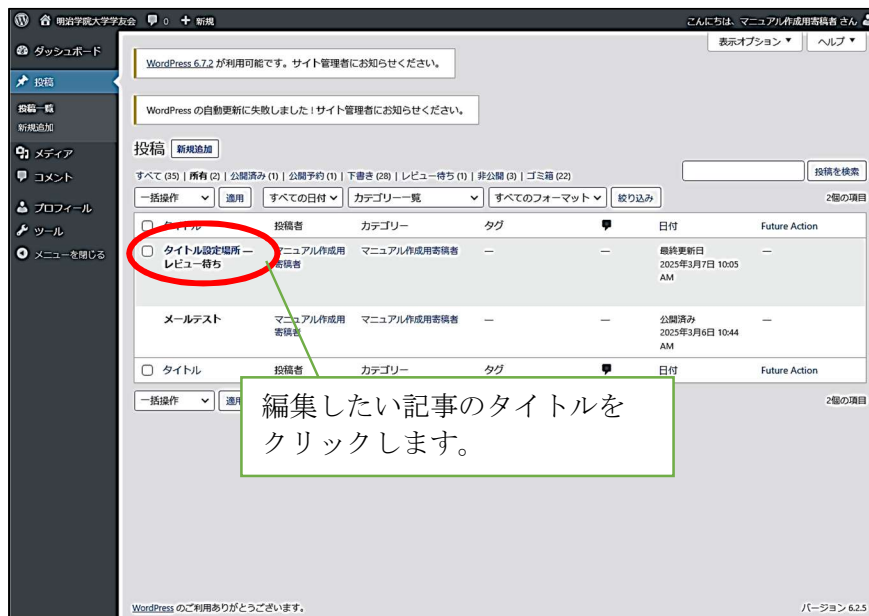 明治学院大学学友会 0 + 新規 こんにちは、マニュアル作成用寄稿者 さん
表示オプション ▼ ヘルプ ▼
ダッシュボード
投稿
投稿一覧
新規追加
メディア
コメント
プロフィール
ツール
メニューを閉じる
WordPress 6.7.2 が利用可能です。サイト管理者にお知らせください。
WordPress の自動更新に失敗しました ! サイト管理者にお知らせください。
投稿 新規追加
すべて (35) | 所有 (2) | 公開済み (1) | 公開予約 (1) | 下書き (28) | レビュー待ち (1) | 非公開 (3) | ゴミ箱 (22)
投稿を検索
一括操作 適用 すべての日付 カテゴリー一覧 すべてのフォーマット 絞り込み 2個の項目
タイトル 投稿者 カテゴリー タグ 日付 Future Action
タイトル設定場所 — マニュアル作成用 マニュアル作成用寄稿者 — — 最終更新日 —
レビュー待ち 寄稿者 2025年3月7日 10:05
AM
メールテスト マニュアル作成用 マニュアル作成用寄稿者 — — 公開済み —
寄稿者 2025年3月6日 10:44
AM
タイトル 投稿者 カテゴリー タグ 日付 Future Action
一括操作 適用 2個の項目
編集したい記事のタイトルを
クリックします。
WordPress のご利用ありがとうございます。 バージョン 6.2.5